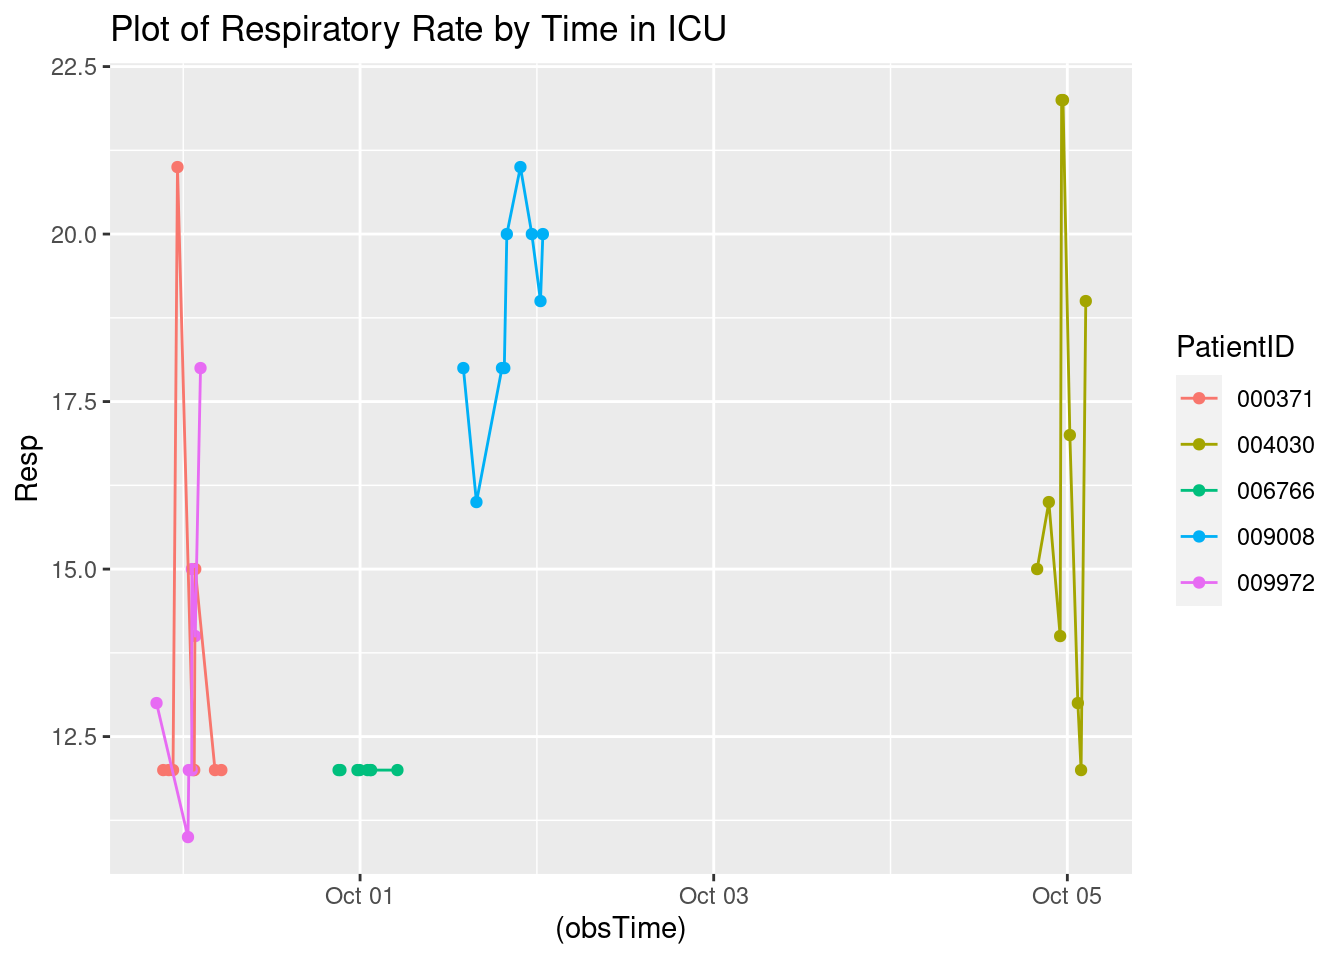 Plot of Respiratory Rate by Time in ICU
22.5
20.0
17.5
15.0
12.5
Resp
Oct 01
Oct 03
Oct 05
(obsTime)
PatientID
000371
004030
006766
009008
009972